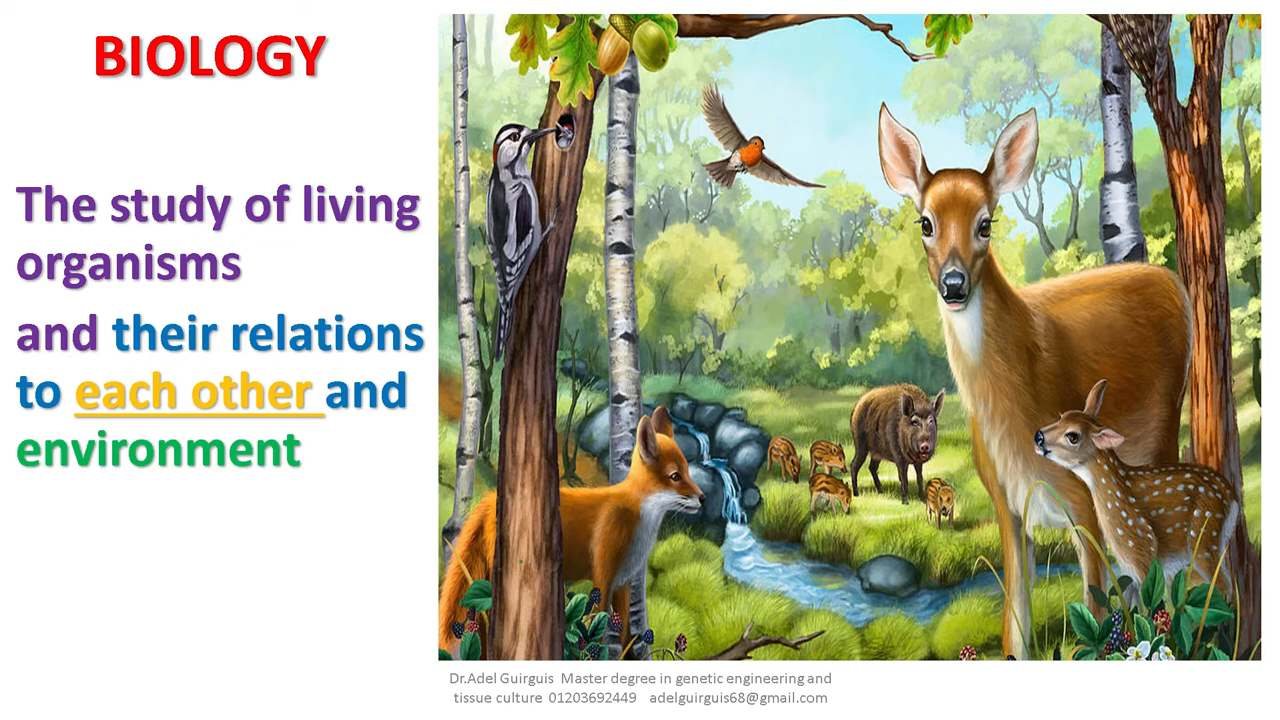 BIOLOGY
The study of living
organisms
and their relations
to each other and
environment
Dr.Adel Guirguis  Master degree in genetic engineering and
tissue culture 01203692449   adelguirguis68@gmail.com